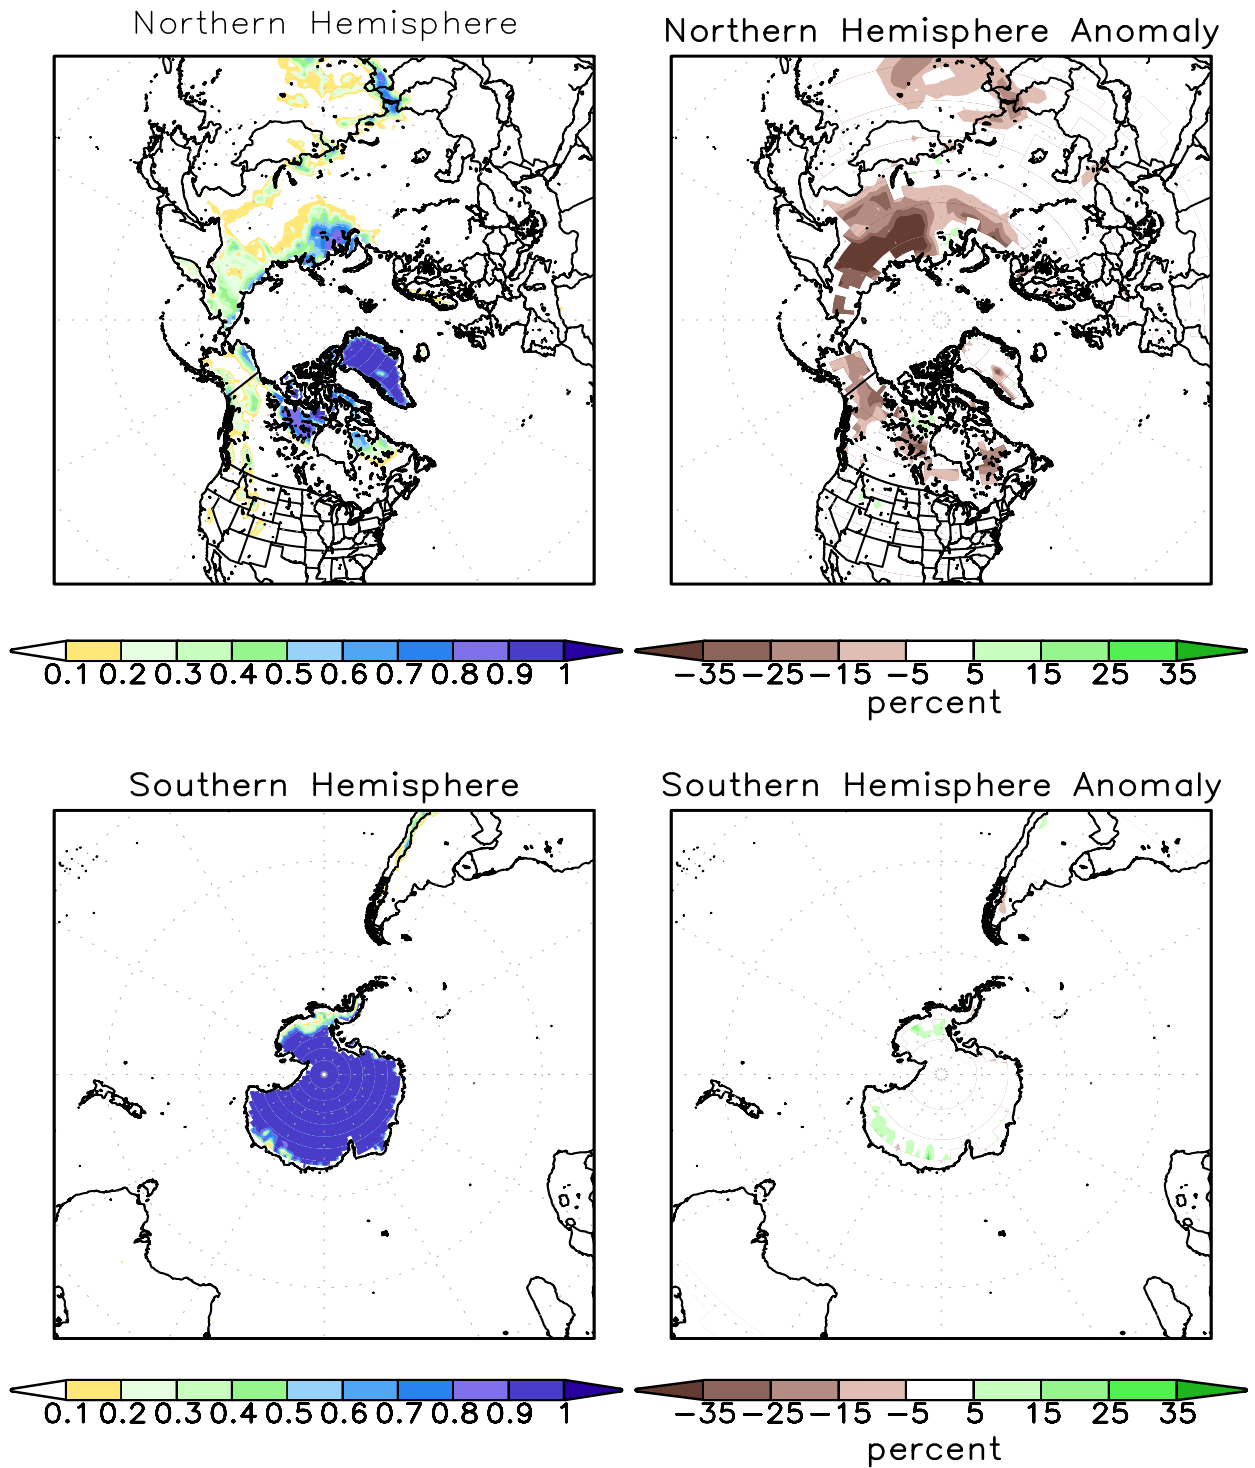 Northern Hemisphere
Northern Hemisphere Anomaly
0.1 0.2 0.3 0.4 0.5 0.6 0.7 0.8 0.9 1
-35 -25 -15 -5 5 15 25 35
percent
Southern Hemisphere
Southern Hemisphere Anomaly
0.1 0.2 0.3 0.4 0.5 0.6 0.7 0.8 0.9 1
-35 -25 -15 -5 5 15 25 35
percent